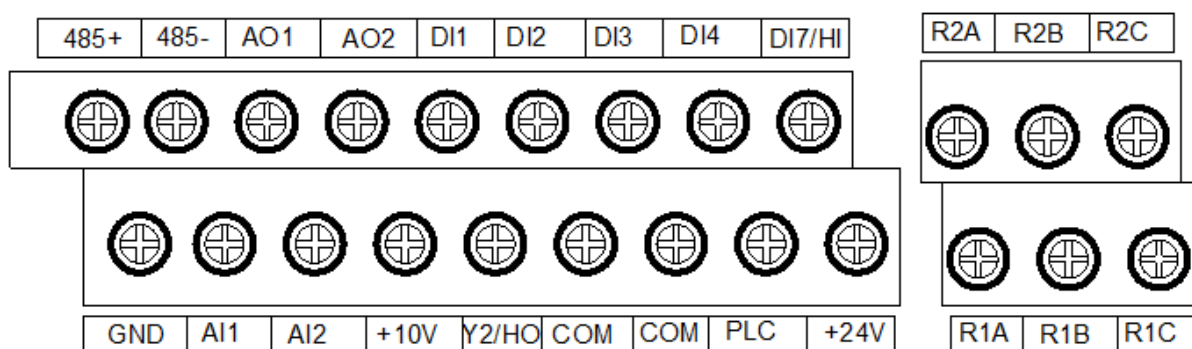 485+ 485- AO1 AO2 DI1 DI2 DI3 DI4 DI7/HI
R2A R2B R2C
GND AI1 AI2 +10V Y2/HO COM COM PLC +24V
R1A R1B R1C